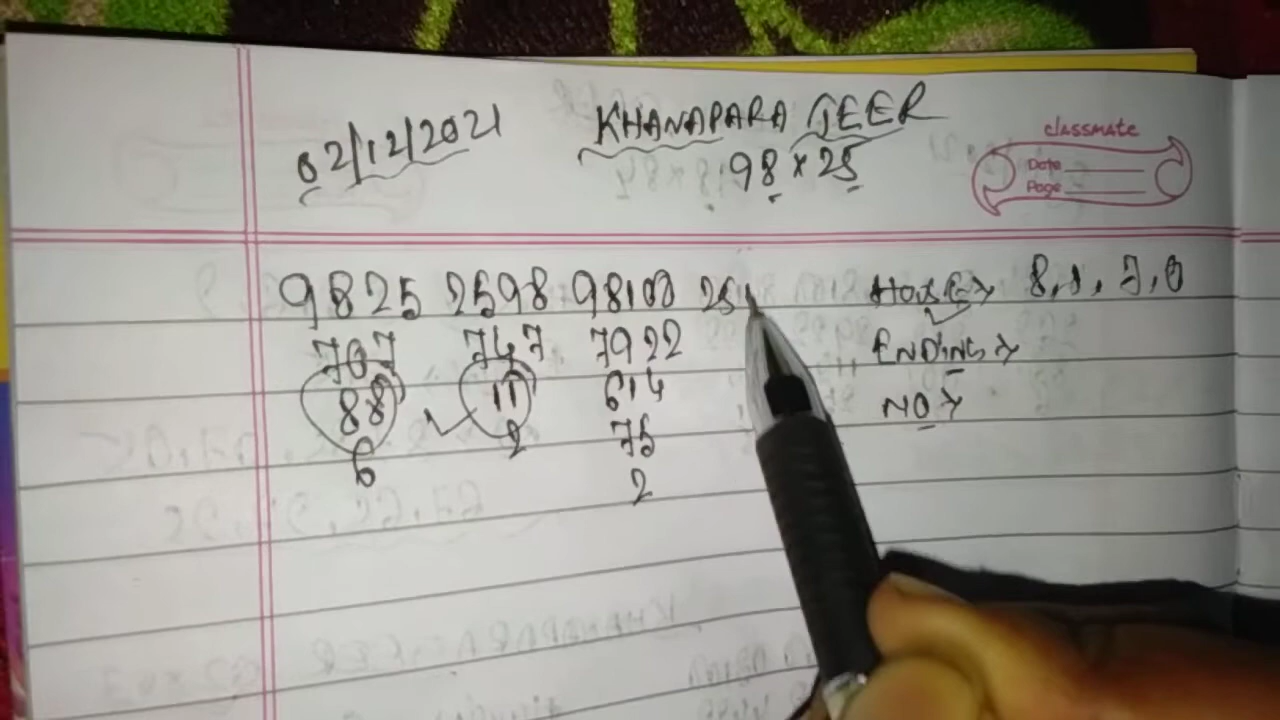 02/12/2021 KHANAPARA TEER
98 x 25
classmate
Date
Page
9825 2598 98100 251 House> 8, 1, 7, 0
707 747 7922 ENDING>
88 11 614 NO>
6 2 75
2